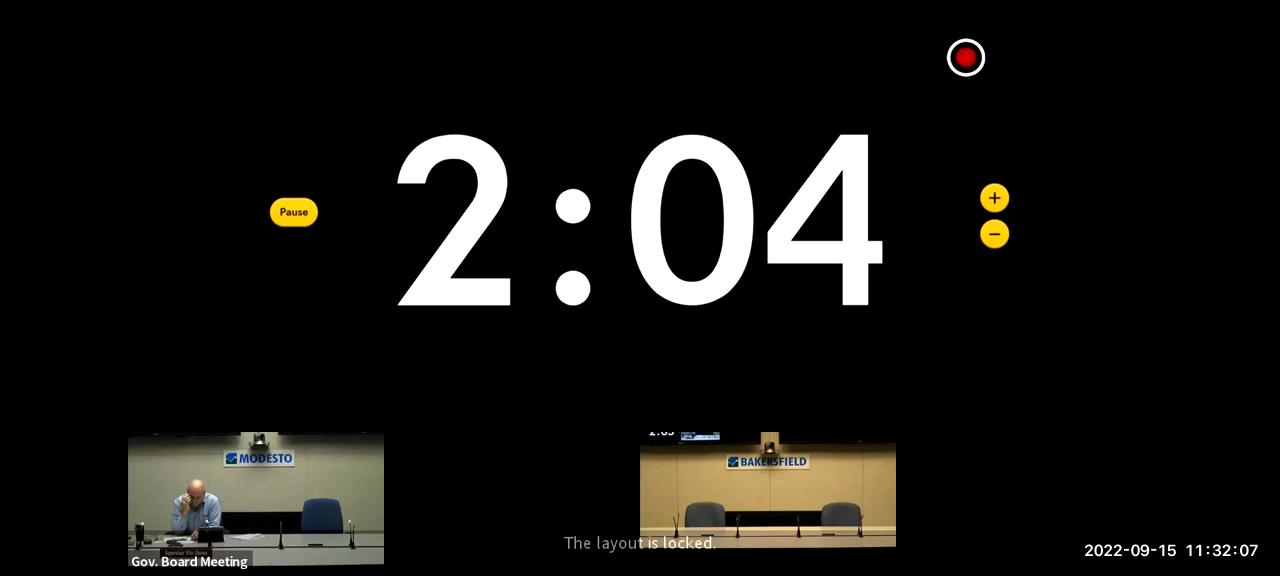 2:04
Pause
+
−
MODESTO
BAKERSFIELD
The layout is locked.
Gov. Board Meeting
2022-09-15 11:32:07